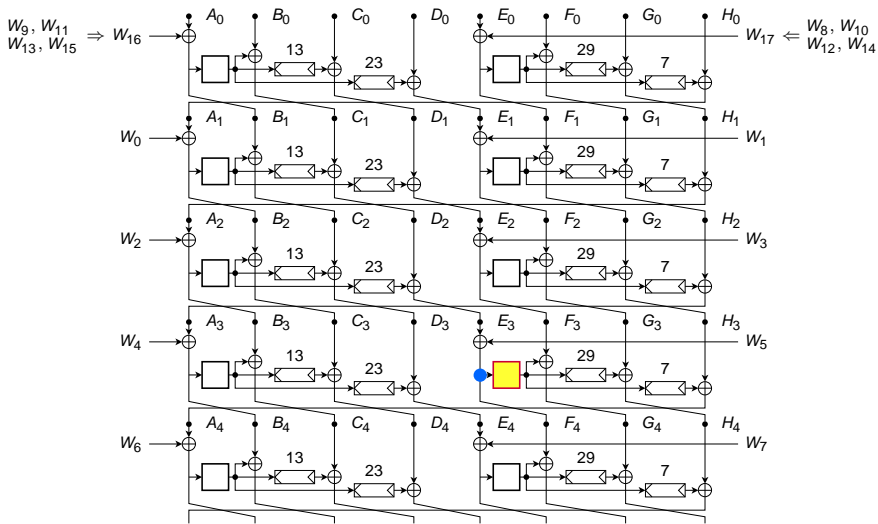 A₀ B₀ C₀ D₀ E₀ F₀ G₀ H₀
W₉, W₁₁
W₁₃, W₁₅ ⇒ W₁₆
W₁₇ ⇐ W₈, W₁₀
W₁₂, W₁₄
13 23 29 7
A₁ B₁ C₁ D₁ E₁ F₁ G₁ H₁
W₀ W₁
13 23 29 7
A₂ B₂ C₂ D₂ E₂ F₂ G₂ H₂
W₂ W₃
13 23 29 7
A₃ B₃ C₃ D₃ E₃ F₃ G₃ H₃
W₄ W₅
13 23 29 7
A₄ B₄ C₄ D₄ E₄ F₄ G₄ H₄
W₆ W₇
13 23 29 7